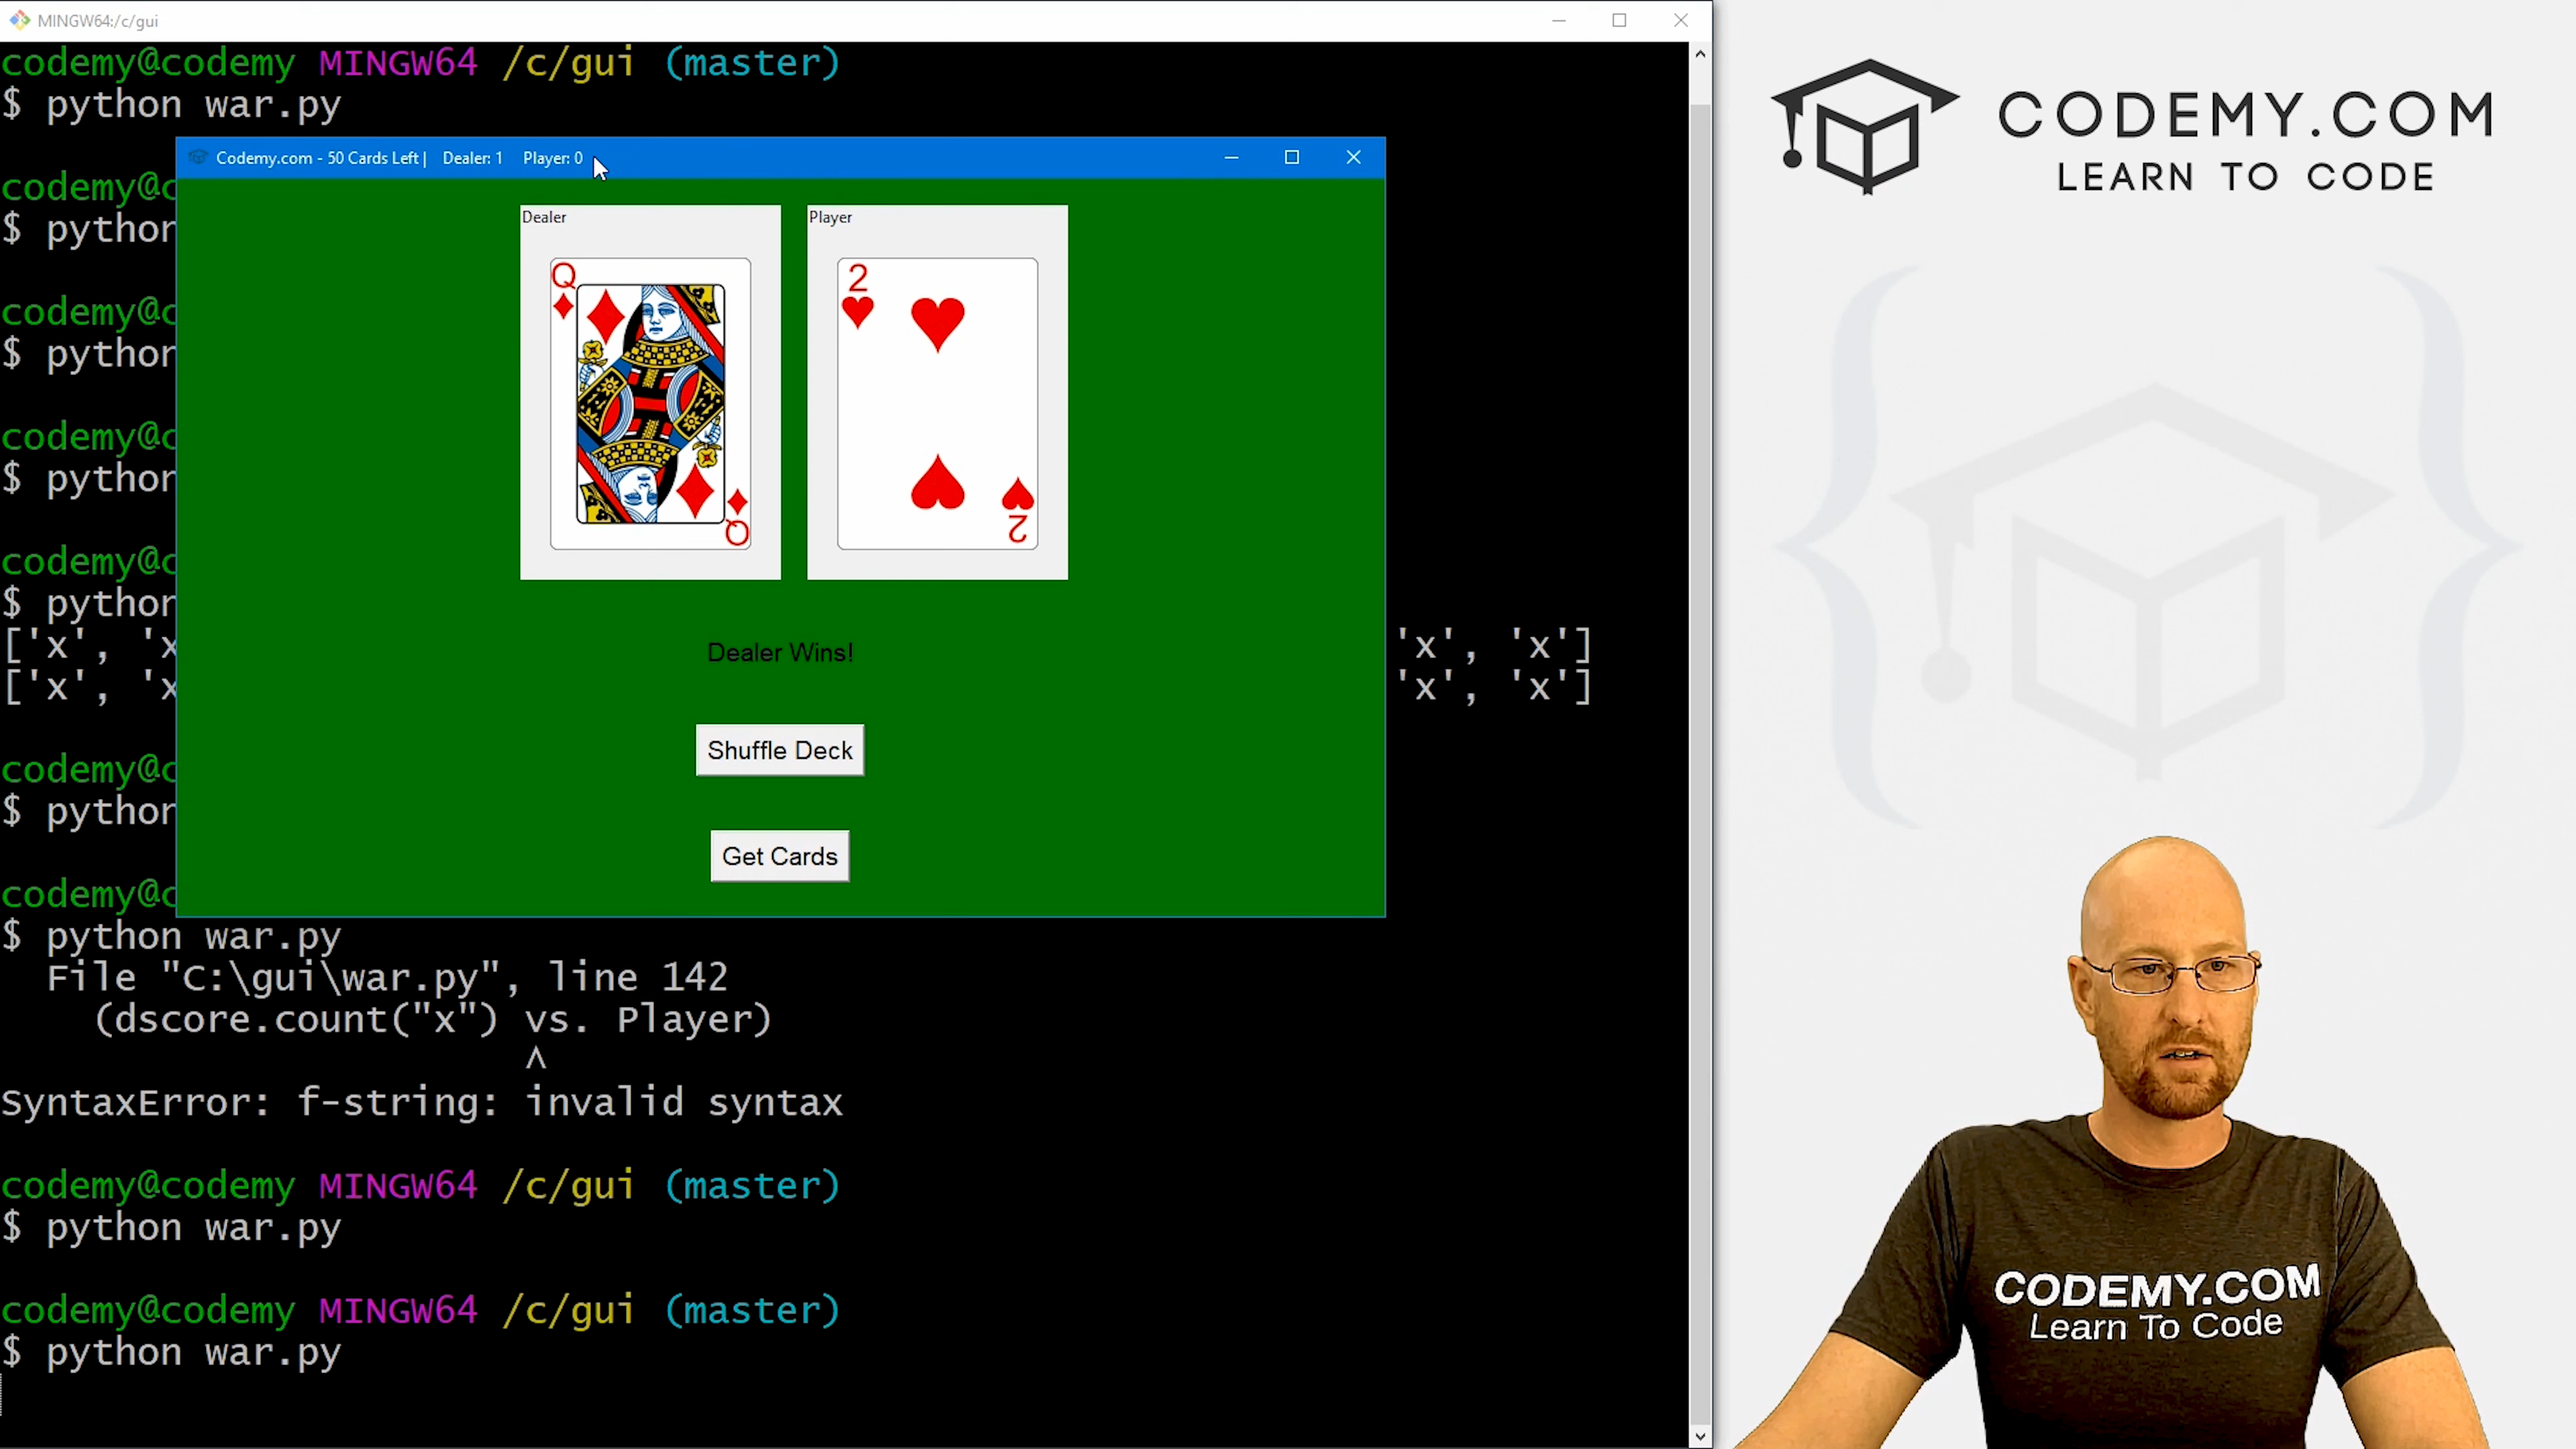 MINGW64:/c/gui
codemy@codemy MINGW64 /c/gui (master)
$ python war.py
Codemy.com - 50 Cards Left | Dealer: 1 Player: 0
codemy@c
$ python
Dealer
Player
Q
Q
2
2
codemy@c
$ python
codemy@c
$ python
codemy@c
$ python
['x', 'x 'x', 'x']
['x', 'x 'x', 'x']
Dealer Wins!
Shuffle Deck
codemy@c
$ python
Get Cards
codemy@c
$ python war.py
File "C:\gui\war.py", line 142
(dscore.count("x") vs. Player)
^
SyntaxError: f-string: invalid syntax
codemy@codemy MINGW64 /c/gui (master)
$ python war.py
codemy@codemy MINGW64 /c/gui (master)
$ python war.py
CODEMY.COM
LEARN TO CODE
CODEMY.COM
Learn To Code